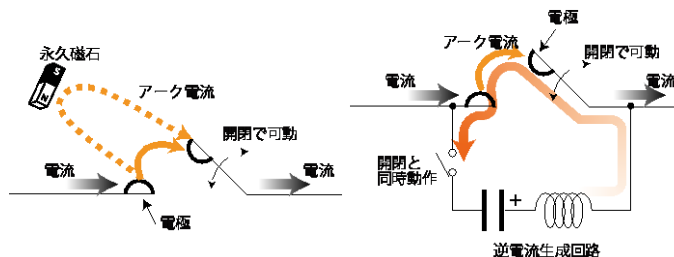 永久磁石
S
N
アーク電流
開閉で可動
電流
電流
電極
電極
アーク電流
開閉で可動
電流
電流
開閉と
同時動作
+
逆電流生成回路